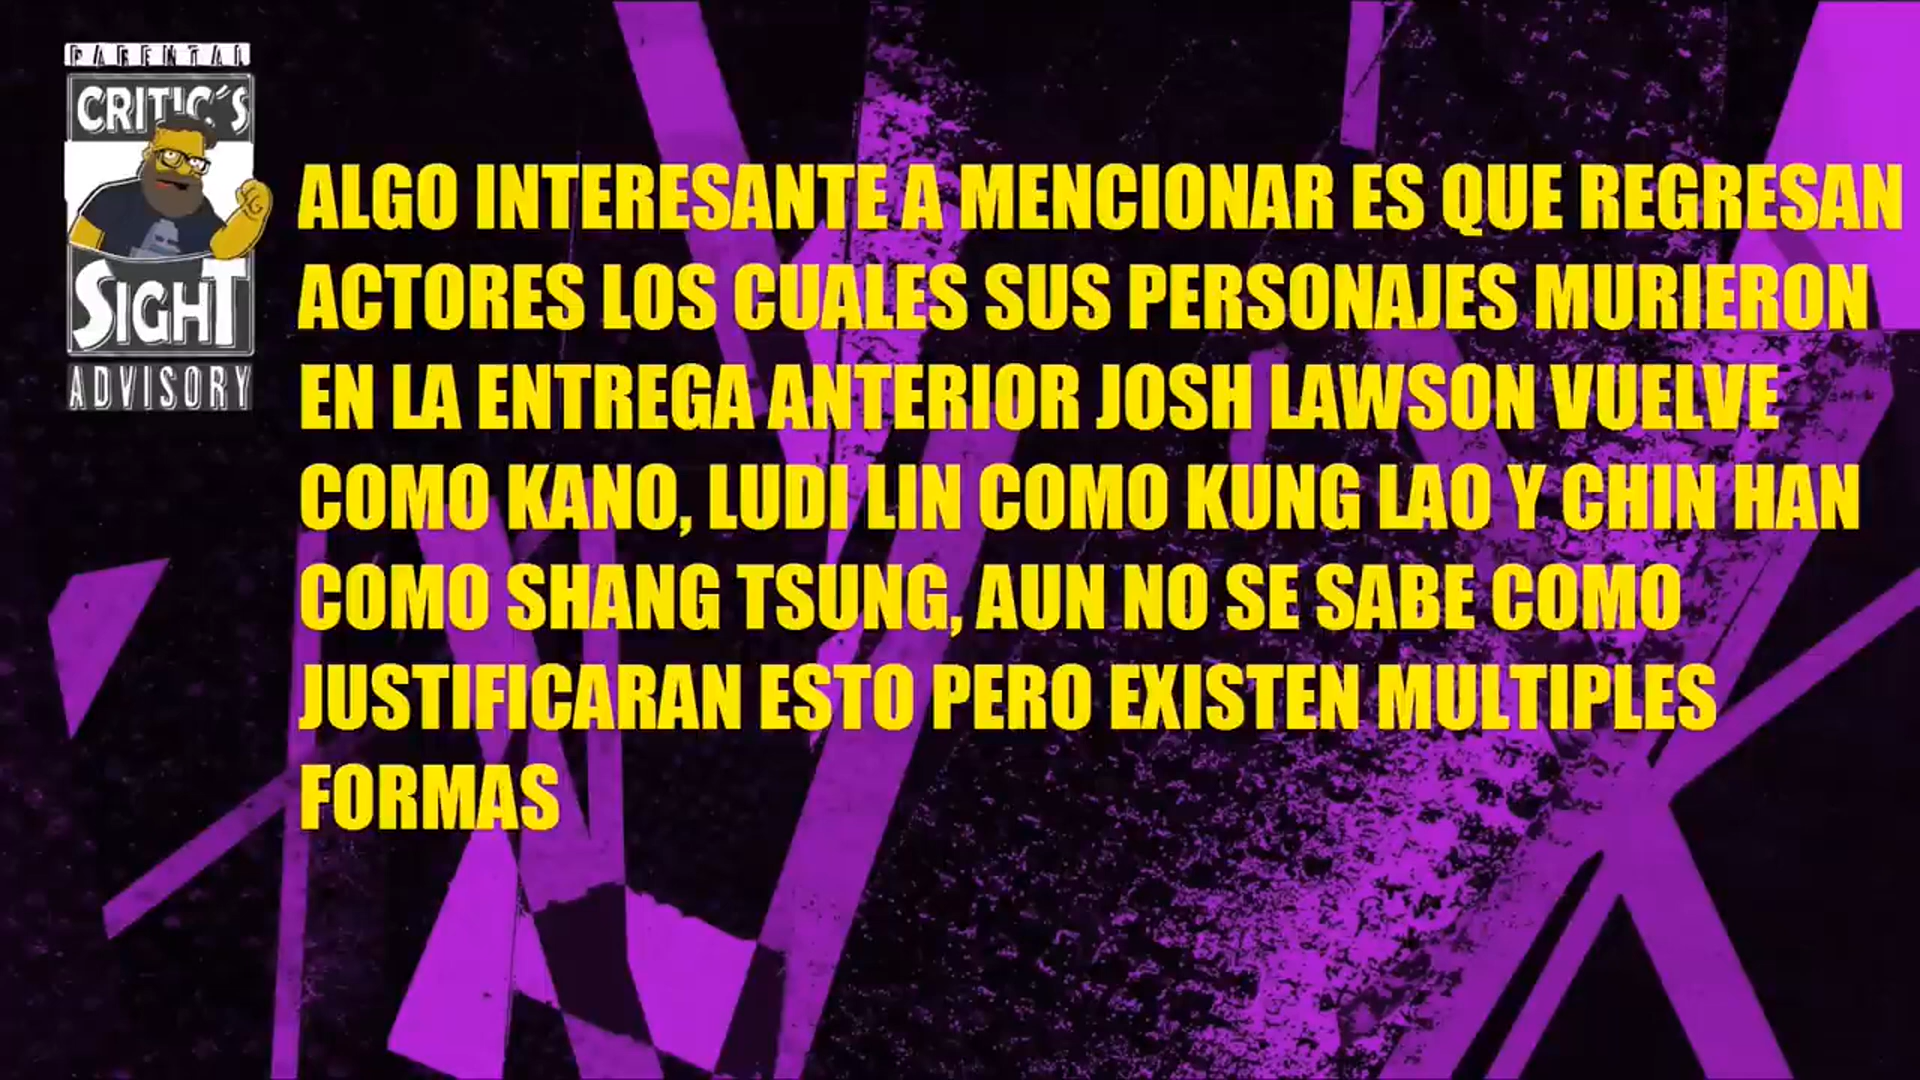 PARENTAL
CRITIC´S
SIGHT
ADVISORY
ALGO INTERESANTE A MENCIONAR ES QUE REGRESAN
ACTORES LOS CUALES SUS PERSONAJES MURIERON
EN LA ENTREGA ANTERIOR JOSH LAWSON VUELVE
COMO KANO, LUDI LIN COMO KUNG LAO Y CHIN HAN
COMO SHANG TSUNG, AUN NO SE SABE COMO
JUSTIFICARAN ESTO PERO EXISTEN MULTIPLES
FORMAS